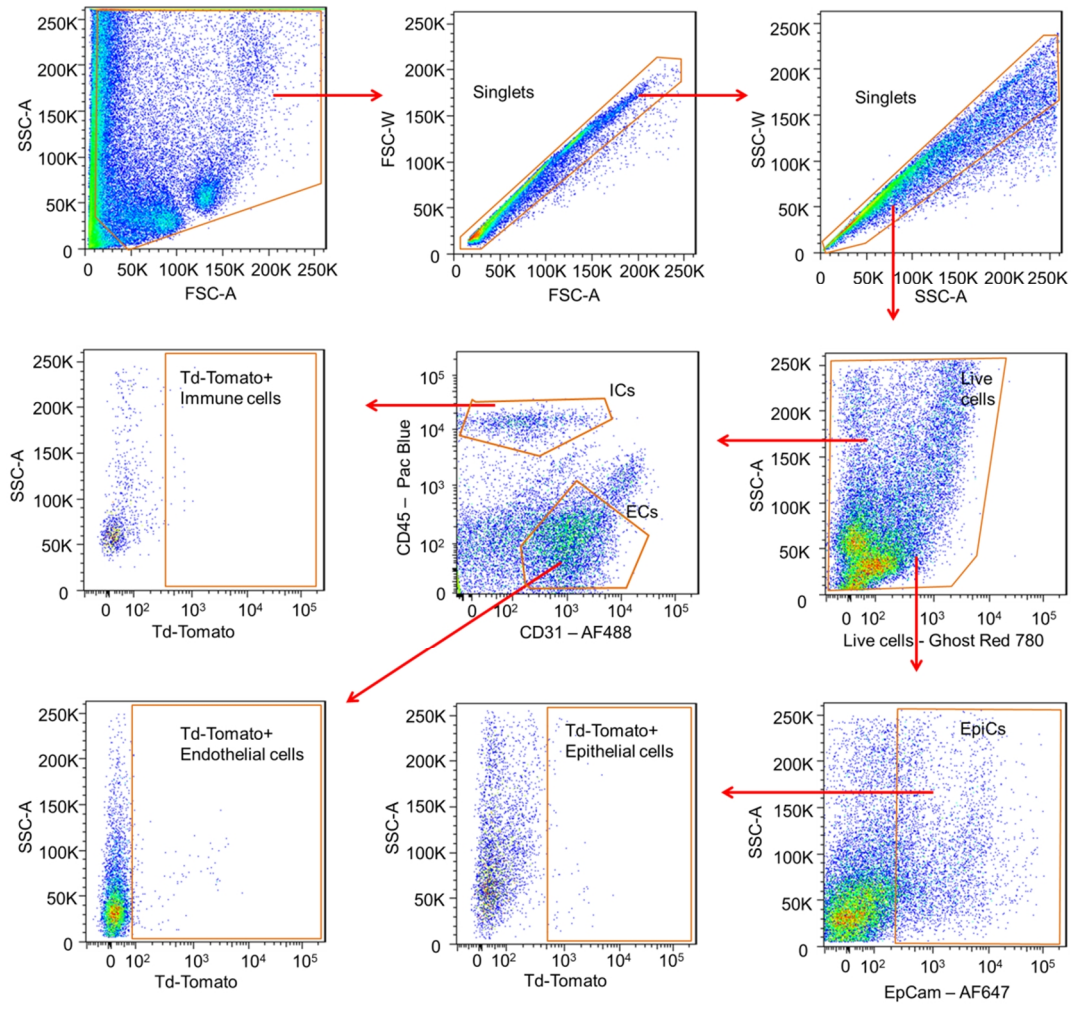 250K
200K
150K
100K
50K
0
SSC-A
0 50K 100K 150K 200K 250K
FSC-A
Singlets
250K
200K
150K
100K
50K
0
FSC-W
0 50K 100K 150K 200K 250K
FSC-A
Singlets
250K
200K
150K
100K
50K
0
SSC-W
0 50K 100K 150K 200K 250K
SSC-A
Td-Tomato+
Immune cells
250K
200K
150K
100K
50K
0
SSC-A
0 10² 10³ 10⁴ 10⁵
Td-Tomato
ICs
ECs
10⁵
10⁴
10³
10²
0
CD45 – Pac Blue
0 10² 10³ 10⁴ 10⁵
CD31 – AF488
Live
cells
250K
200K
150K
100K
50K
0
SSC-A
0 10² 10³ 10⁴ 10⁵
Live cells - Ghost Red 780
Td-Tomato+
Endothelial cells
250K
200K
150K
100K
50K
0
SSC-A
0 10² 10³ 10⁴ 10⁵
Td-Tomato
Td-Tomato+
Epithelial cells
250K
200K
150K
100K
50K
0
SSC-A
0 10² 10³ 10⁴ 10⁵
Td-Tomato
EpiCs
250K
200K
150K
100K
50K
0
SSC-A
0 10² 10³ 10⁴ 10⁵
EpCam – AF647